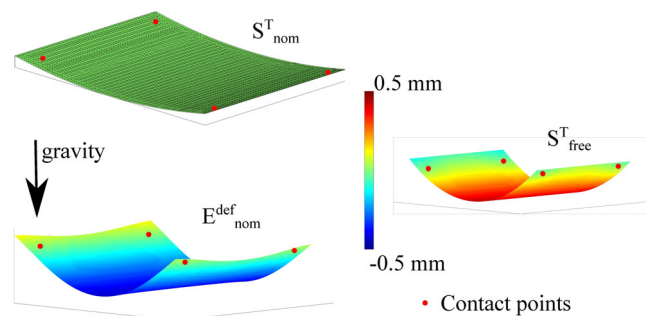 S^T_nom
0.5 mm
gravity
S^T_free
E^def_nom
-0.5 mm
Contact points